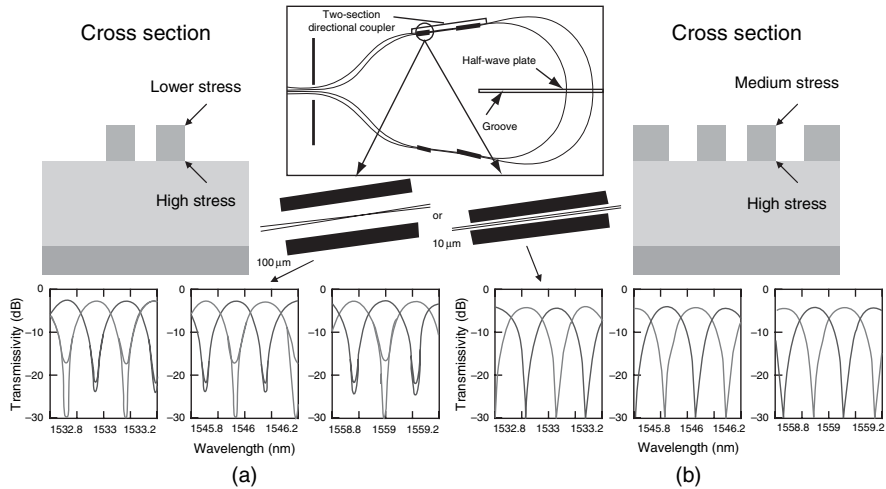 Cross section
Lower stress
High stress
Two-section
directional coupler
Half-wave plate
Groove
Cross section
Medium stress
High stress
100 μm
or
10 μm
Transmissivity (dB)
0
−10
−20
−30
1532.8
1533
1533.2
1545.8
1546
1546.2
1558.8
1559
1559.2
Wavelength (nm)
(a)
Transmissivity (dB)
0
−10
−20
−30
1532.8
1533
1533.2
1545.8
1546
1546.2
1558.8
1559
1559.2
Wavelength (nm)
(b)